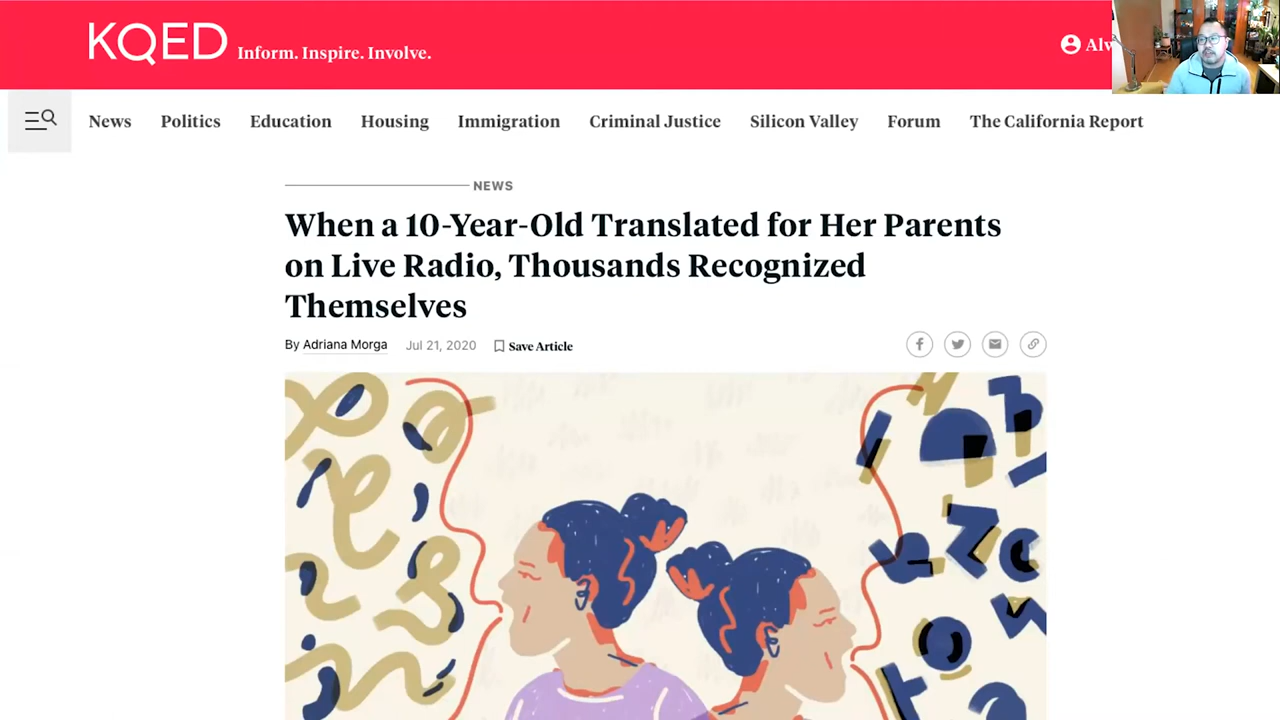 KQED Inform. Inspire. Involve.
News Politics Education Housing Immigration Criminal Justice Silicon Valley Forum The California Report
NEWS
When a 10-Year-Old Translated for Her Parents
on Live Radio, Thousands Recognized
Themselves
By Adriana Morga Jul 21, 2020 Save Article